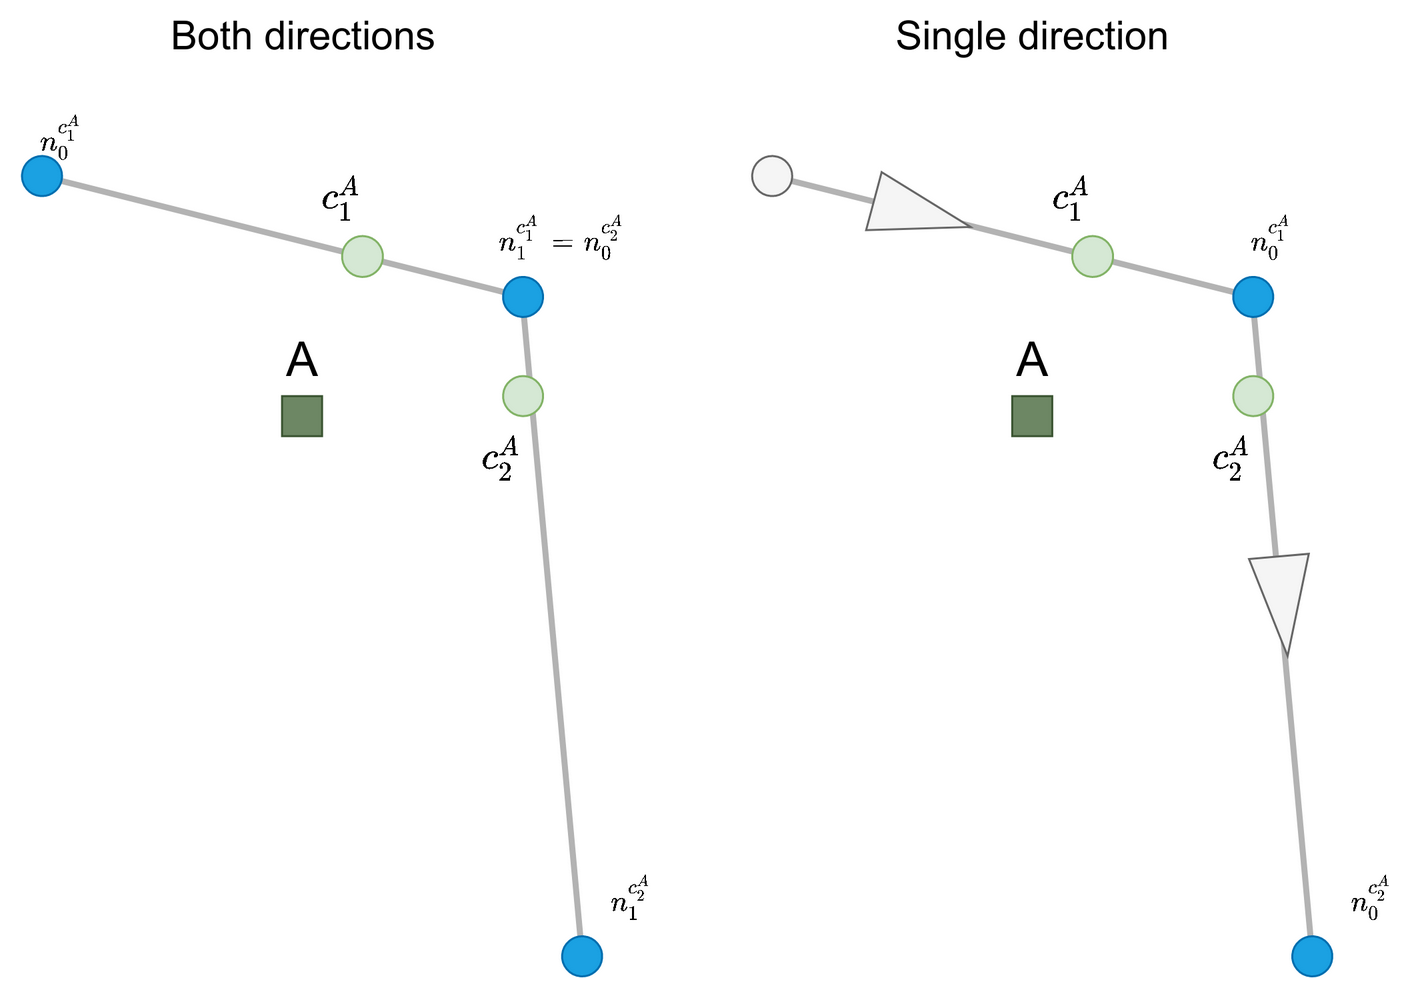 Both directions
Single direction
$n_0^{c_1^A}$
$c_1^A$
$n_1^{c_1^A} = n_0^{c_2^A}$
A
$c_2^A$
$n_1^{c_2^A}$
$c_1^A$
$n_0^{c_1^A}$
A
$c_2^A$
$n_0^{c_2^A}$